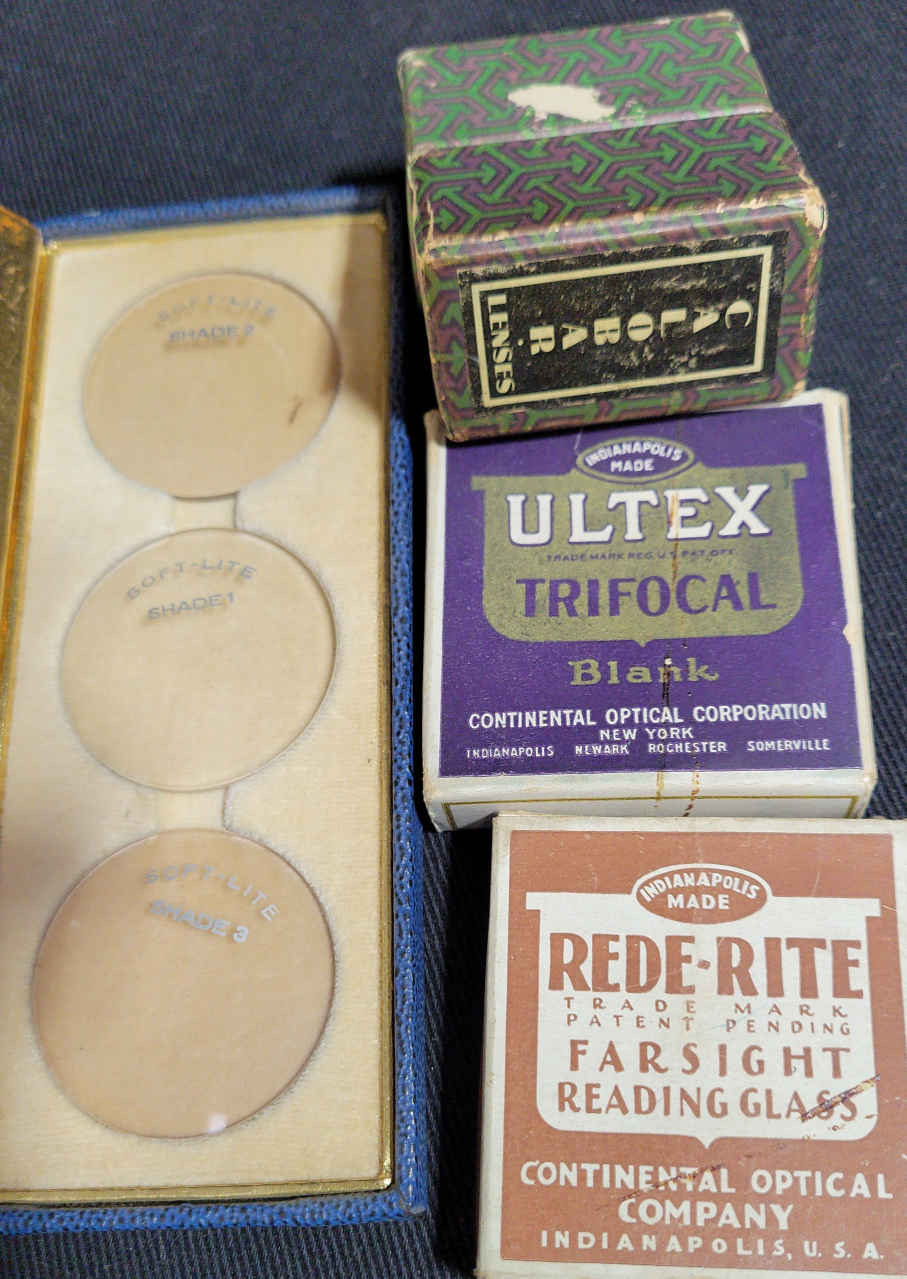 SOFT-LITE
SHADE 2
SOFT-LITE
SHADE 1
SOFT-LITE
SHADE 3
CALOBAR
LENSES
INDIANAPOLIS
MADE
ULTEX
TRADE MARK REG. U.S. PAT. OFF.
TRIFOCAL
Blank
CONTINENTAL OPTICAL CORPORATION
NEW YORK
INDIANAPOLIS NEWARK ROCHESTER SOMERVILLE
INDIANAPOLIS
MADE
REDE-RITE
TRADE MARK
PATENT PENDING
FARSIGHT
READING GLASS
CONTINENTAL OPTICAL
COMPANY
INDIANAPOLIS, U. S. A.